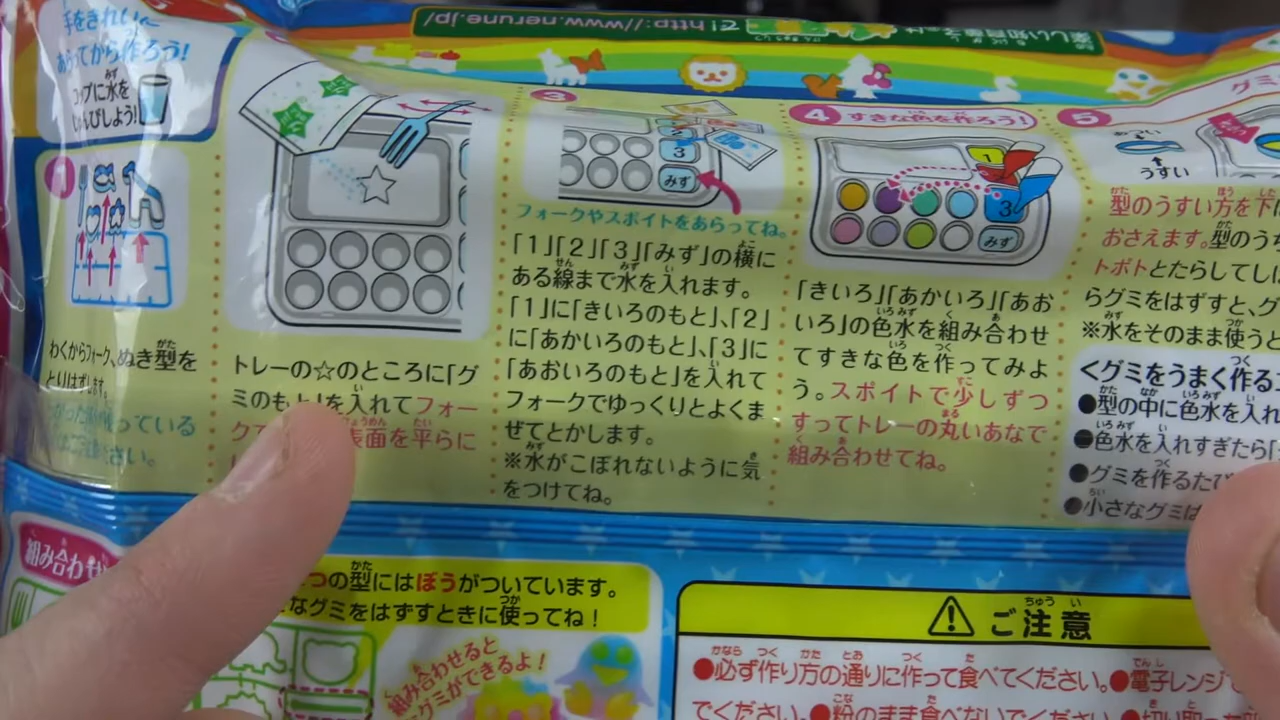 で!http://www.nerune.jp/
手をきれいに
あらってから作ろう!
コップに水を
じゅんびしよう!
1
わくからフォーク、ぬき型を
とりはずします。
っている
さい。
トレーの☆のところに「グ
ミのもと」を入れてフォー
クで
表面を平らに
3
3
みず
フォークやスポイトをあらってね。
「1」「2」「3」「みず」の横に
ある線まで水を入れます。
「1」に「きいろのもと」、「2」
に「あかいろのもと」、「3」に
「あおいろのもと」を入れて
フォークでゆっくりとよくま
ぜてとかします。
※水がこぼれないように気
をつけてね。
4 すきな色を作ろう!
1
3
みず
「きいろ」「あかいろ」「あお
いろ」の色水を組み合わせ
てすきな色を作ってみよ
う。スポイトで少しずつ
すってトレーの丸いあなで
組み合わせてね。
5
グミ
うすい
型のうすい方を下に
おさえます。型のうち
トポトとたらしてし
らグミをはずすと、グ
※水をそのまま使うと
<グミをうまく作る
●型の中に色水を入れ
●色水を入れすぎたら
●グミを作るたび
●小さなグミは
組み合わせ
つの型にはぼうがついています。
なグミをはずすときに使ってね!
組み合わせると
グミができるよ!
ご注意
●必ず作り方の通りに作って食べてください。●電子レンジで
でください。●粉のまま食べないでください。●切り取